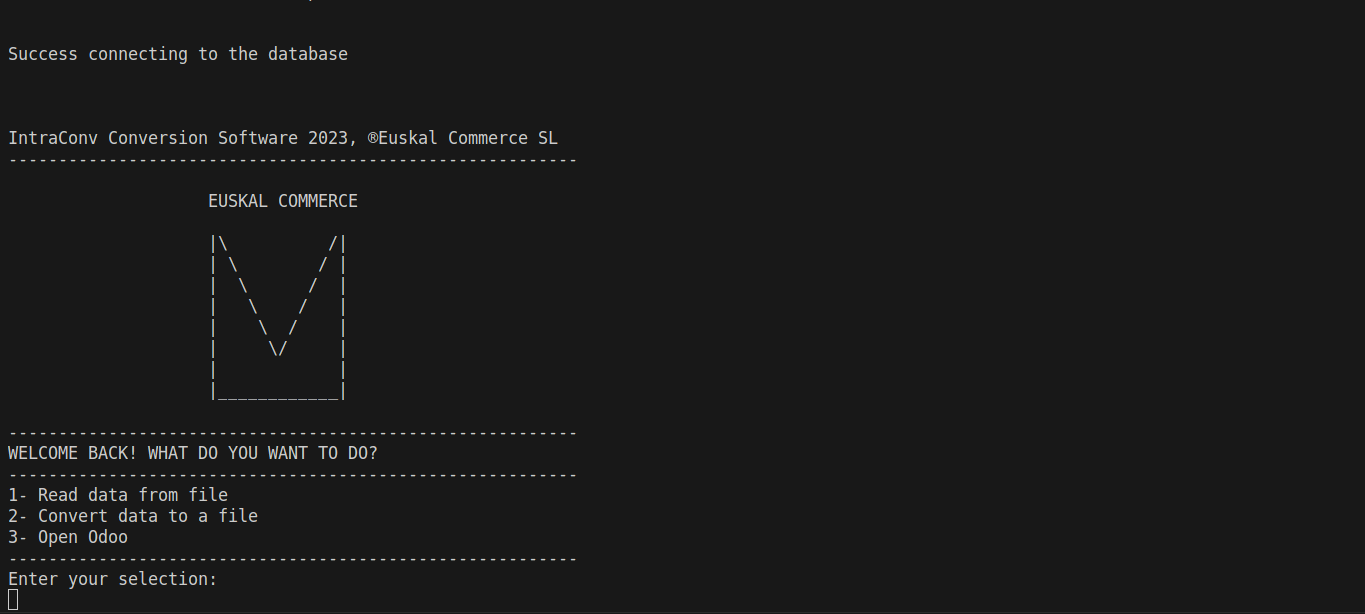 Success connecting to the database
IntraConv Conversion Software 2023, ®Euskal Commerce SL
---------------------------------------------------------
EUSKAL COMMERCE
|\          /|
| \        / |
|  \      /  |
|   \    /   |
|    \  /    |
|     \/     |
|            |
|____________|
---------------------------------------------------------
WELCOME BACK! WHAT DO YOU WANT TO DO?
---------------------------------------------------------
1- Read data from file
2- Convert data to a file
3- Open Odoo
---------------------------------------------------------
Enter your selection: